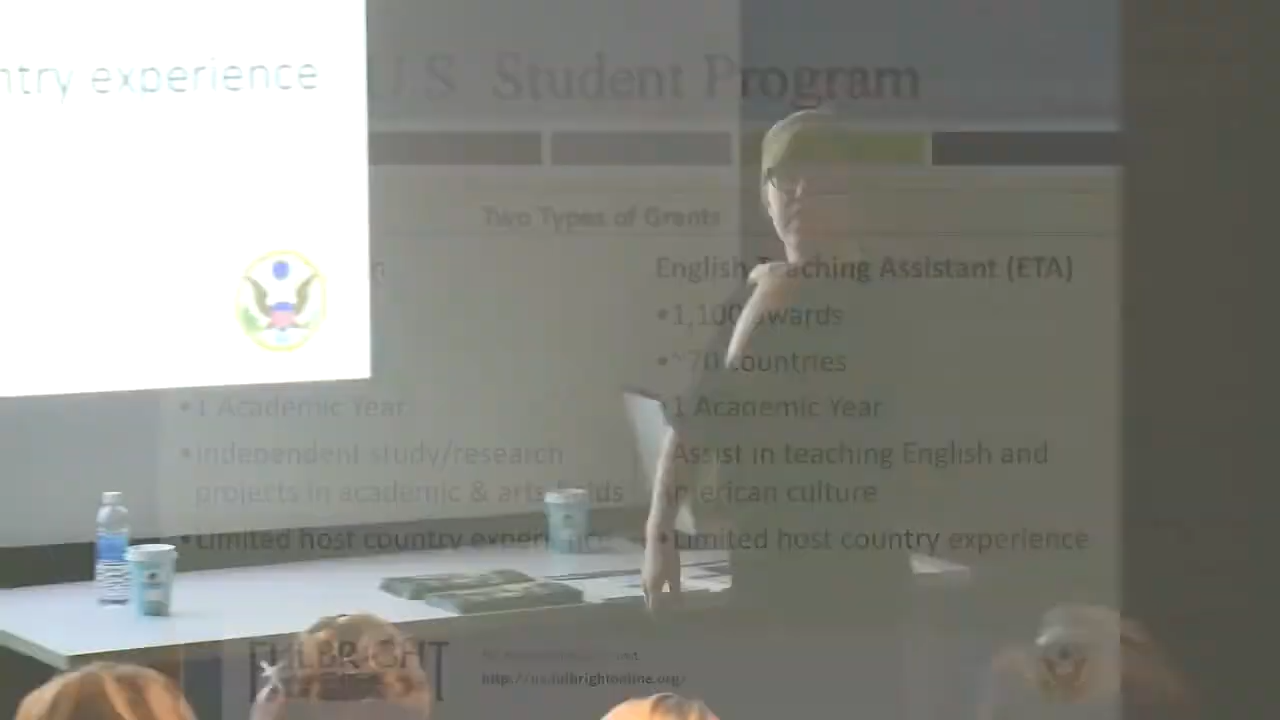 ntry experience
U.S. Student Program
Two Types of Grants
English Teaching Assistant (ETA)
•1,100 awards
•~70 countries
•1 Academic Year
•1 Academic Year
•Independent study/research
projects in academic & arts fields
Assist in teaching English and
American culture
•Limited host country experience
•Limited host country experience
FULBRIGHT
http://us.fulbrightonline.org/